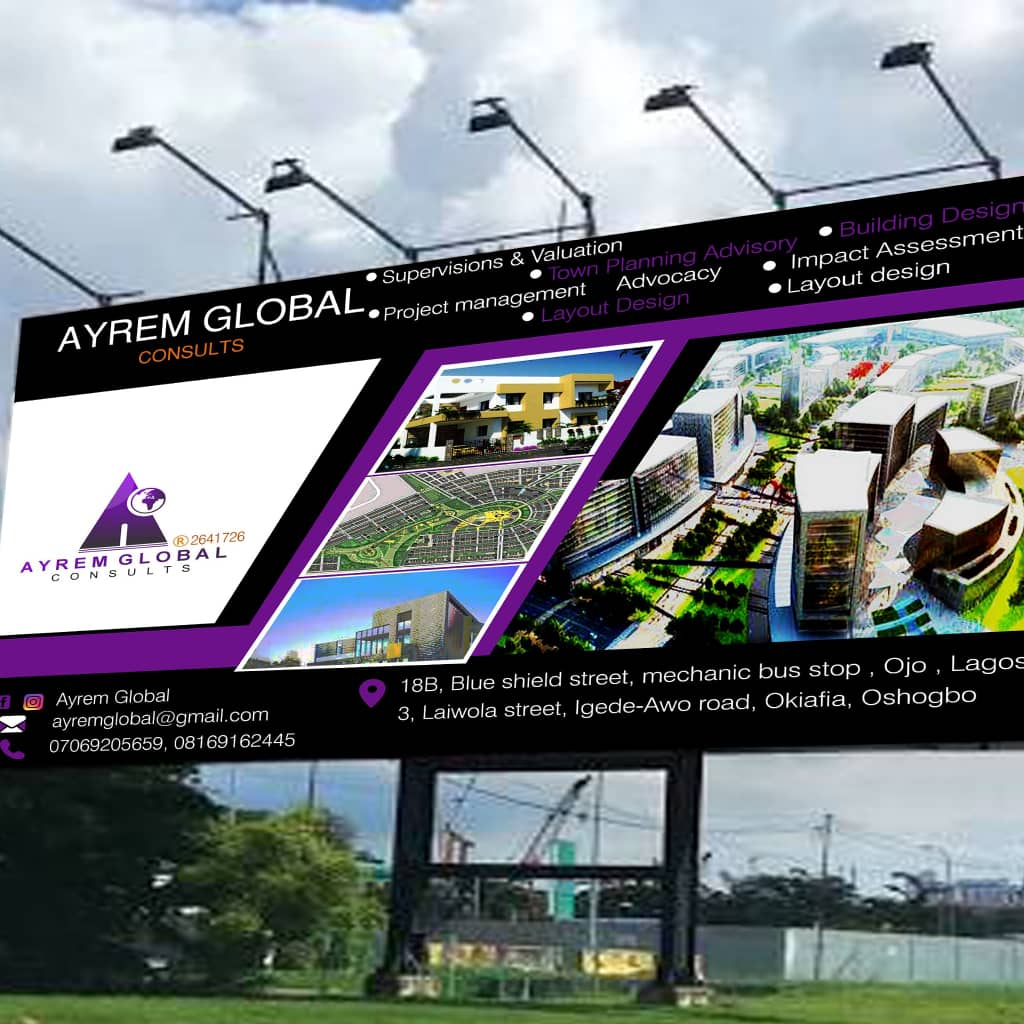 AYREM GLOBAL
CONSULTS
Supervisions & Valuation
Town Planning Advisory
Building Design
Project management
Advocacy
Impact Assessment
Layout Design
Layout design
® 2641726
AYREM GLOBAL
CONSULTS
Ayrem Global
ayremglobal@gmail.com
07069205659, 08169162445
18B, Blue shield street, mechanic bus stop , Ojo , Lagos
3, Laiwola street, Igede-Awo road, Okiafia, Oshogbo